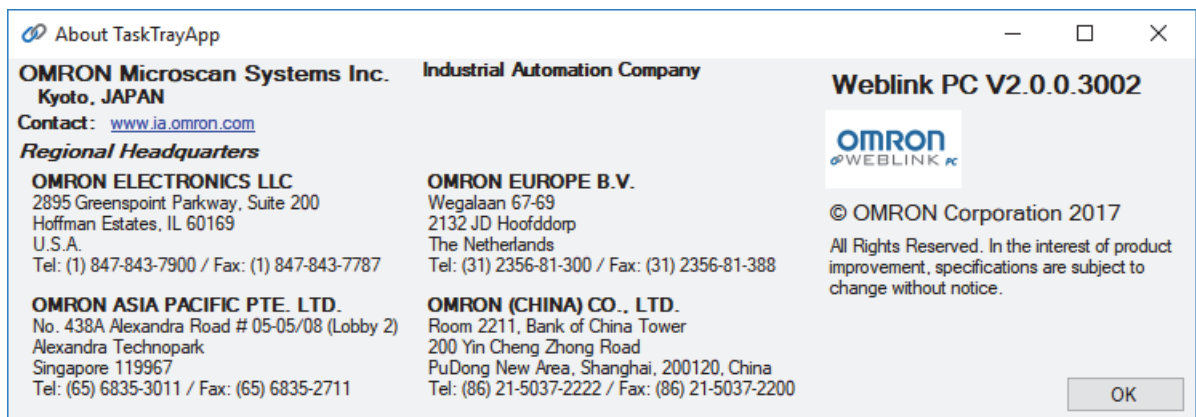 About TaskTrayApp
OMRON Microscan Systems Inc.
Kyoto, JAPAN
Industrial Automation Company
Contact: www.ia.omron.com
Regional Headquarters
OMRON ELECTRONICS LLC
2895 Greenspoint Parkway, Suite 200
Hoffman Estates, IL 60169
U.S.A.
Tel: (1) 847-843-7900 / Fax: (1) 847-843-7787
OMRON EUROPE B.V.
Wegalaan 67-69
2132 JD Hoofddorp
The Netherlands
Tel: (31) 2356-81-300 / Fax: (31) 2356-81-388
OMRON ASIA PACIFIC PTE. LTD.
No. 438A Alexandra Road # 05-05/08 (Lobby 2)
Alexandra Technopark
Singapore 119967
Tel: (65) 6835-3011 / Fax: (65) 6835-2711
OMRON (CHINA) CO., LTD.
Room 2211, Bank of China Tower
200 Yin Cheng Zhong Road
PuDong New Area, Shanghai, 200120, China
Tel: (86) 21-5037-2222 / Fax: (86) 21-5037-2200
Weblink PC V2.0.0.3002
OMRON
WEBLINK PC
© OMRON Corporation 2017
All Rights Reserved. In the interest of product
improvement, specifications are subject to
change without notice.
OK